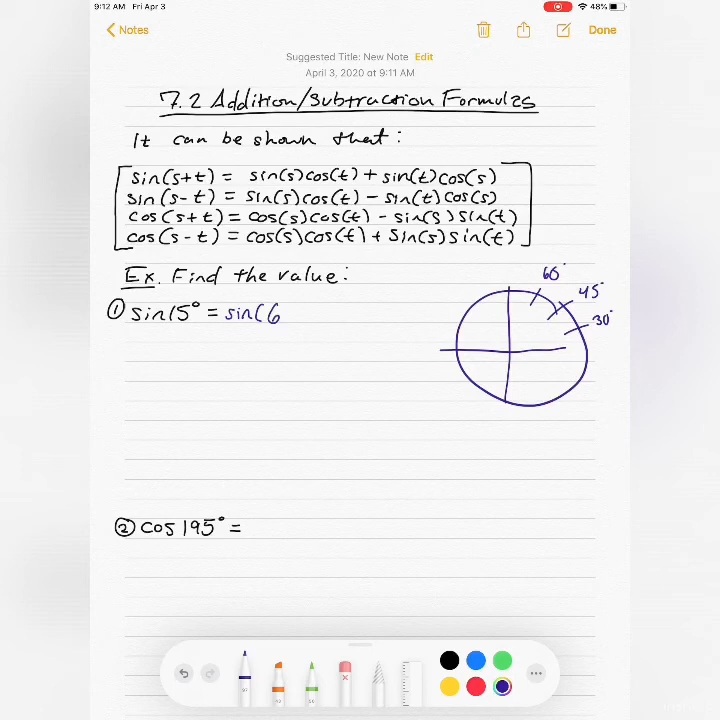 9:12 AM Fri Apr 3
48%
Notes
Done
Suggested Title: New Note Edit
April 3, 2020 at 9:11 AM
7.2 Addition/Subtraction Formulas
It can be shown that:
sin(s+t) = sin(s)cos(t) + sin(t)cos(s)
sin(s-t) = sin(s)cos(t) - sin(t)cos(s)
cos(s+t) = cos(s)cos(t) - sin(s)sin(t)
cos(s-t) = cos(s)cos(t) + sin(s)sin(t)
Ex. Find the value:
60°
45°
30°
① sin15° = sin(6
② cos195° =